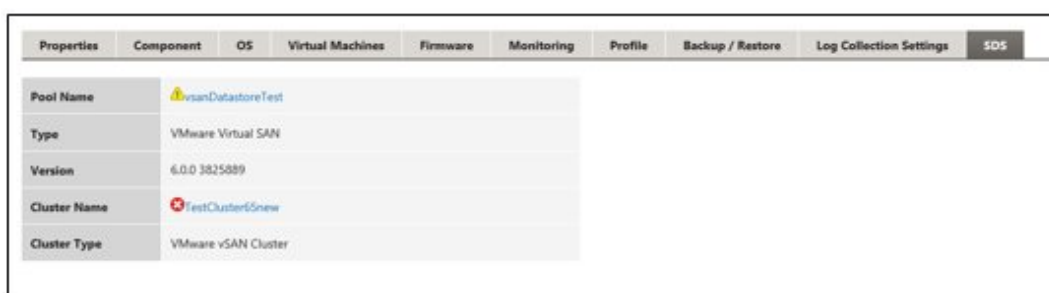 Properties Component OS Virtual Machines Firmware Monitoring Profile Backup / Restore Log Collection Settings SDS
Pool Name vsanDatastoreTest
Type VMware Virtual SAN
Version 6.0.0 3825889
Cluster Name TestCluster65new
Cluster Type VMware vSAN Cluster